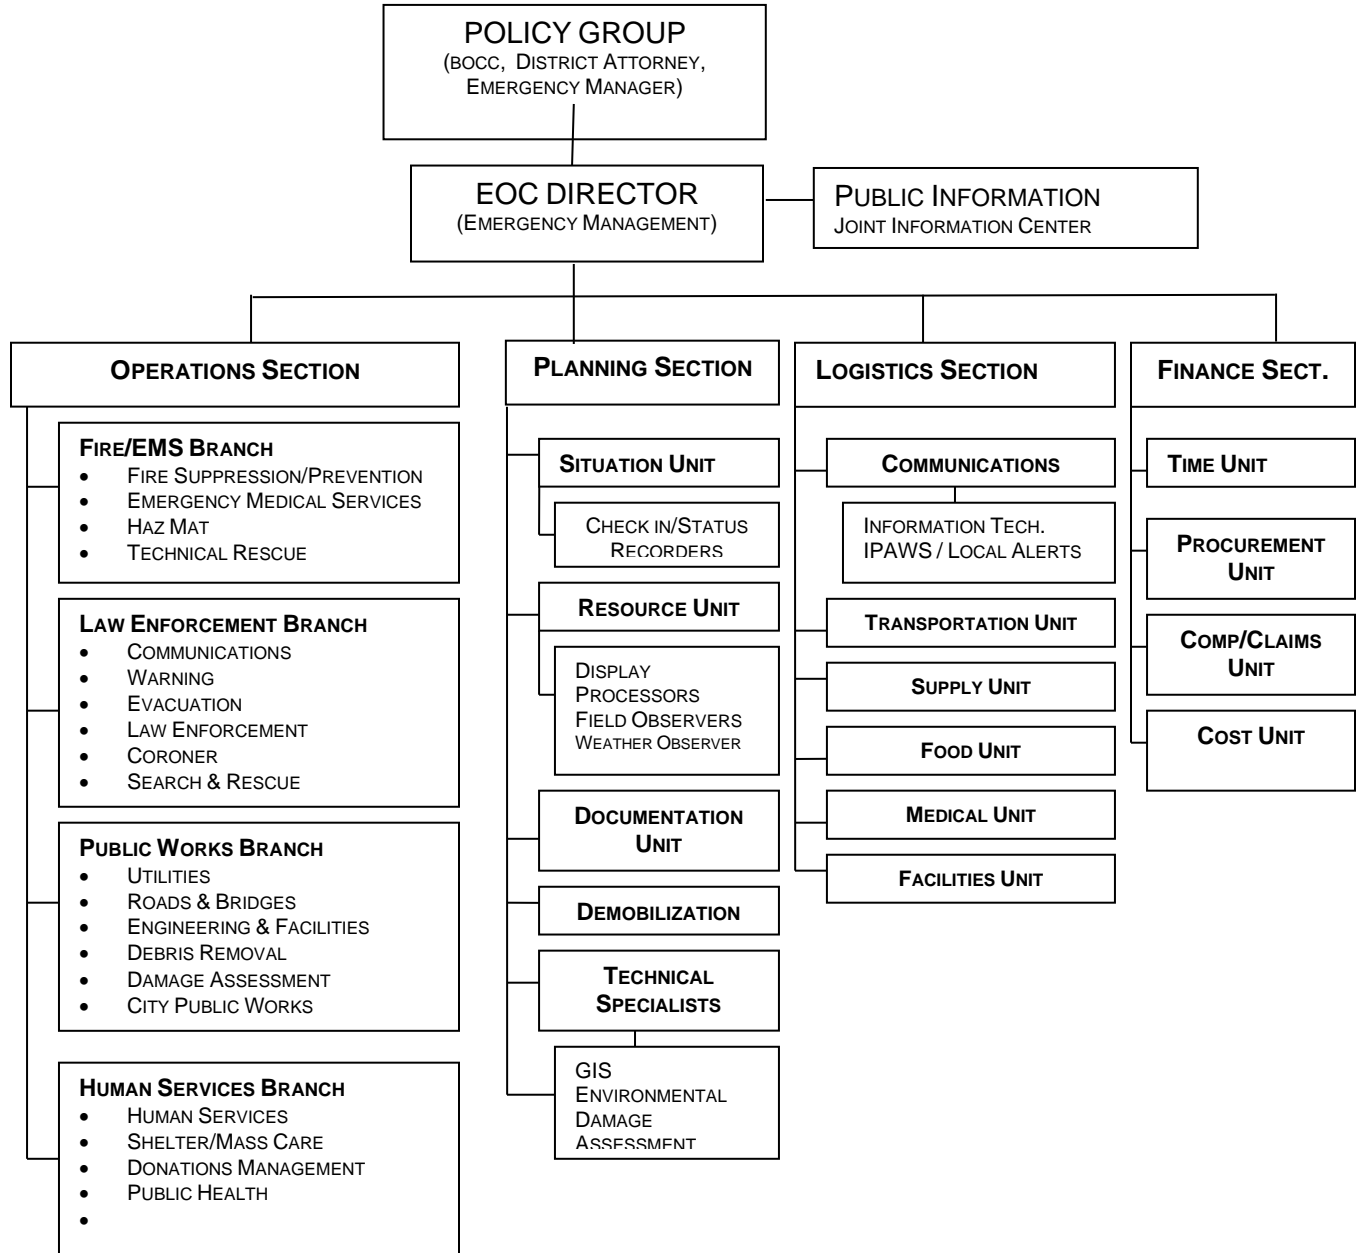 POLICY GROUP
(BOCC, DISTRICT ATTORNEY,
EMERGENCY MANAGER)
EOC DIRECTOR
(EMERGENCY MANAGEMENT)
PUBLIC INFORMATION
JOINT INFORMATION CENTER
OPERATIONS SECTION
FIRE/EMS BRANCH
• FIRE SUPPRESSION/PREVENTION
• EMERGENCY MEDICAL SERVICES
• HAZ MAT
• TECHNICAL RESCUE
LAW ENFORCEMENT BRANCH
• COMMUNICATIONS
• WARNING
• EVACUATION
• LAW ENFORCEMENT
• CORONER
• SEARCH & RESCUE
PUBLIC WORKS BRANCH
• UTILITIES
• ROADS & BRIDGES
• ENGINEERING & FACILITIES
• DEBRIS REMOVAL
• DAMAGE ASSESSMENT
• CITY PUBLIC WORKS
HUMAN SERVICES BRANCH
• HUMAN SERVICES
• SHELTER/MASS CARE
• DONATIONS MANAGEMENT
• PUBLIC HEALTH
•
PLANNING SECTION
SITUATION UNIT
CHECK IN/STATUS
RECORDERS
RESOURCE UNIT
DISPLAY
PROCESSORS
FIELD OBSERVERS
WEATHER OBSERVER
DOCUMENTATION
UNIT
DEMOBILIZATION
TECHNICAL
SPECIALISTS
GIS
ENVIRONMENTAL
DAMAGE
ASSESSMENT
LOGISTICS SECTION
COMMUNICATIONS
INFORMATION TECH.
IPAWS / LOCAL ALERTS
TRANSPORTATION UNIT
SUPPLY UNIT
FOOD UNIT
MEDICAL UNIT
FACILITIES UNIT
FINANCE SECT.
TIME UNIT
PROCUREMENT
UNIT
COMP/CLAIMS
UNIT
COST UNIT